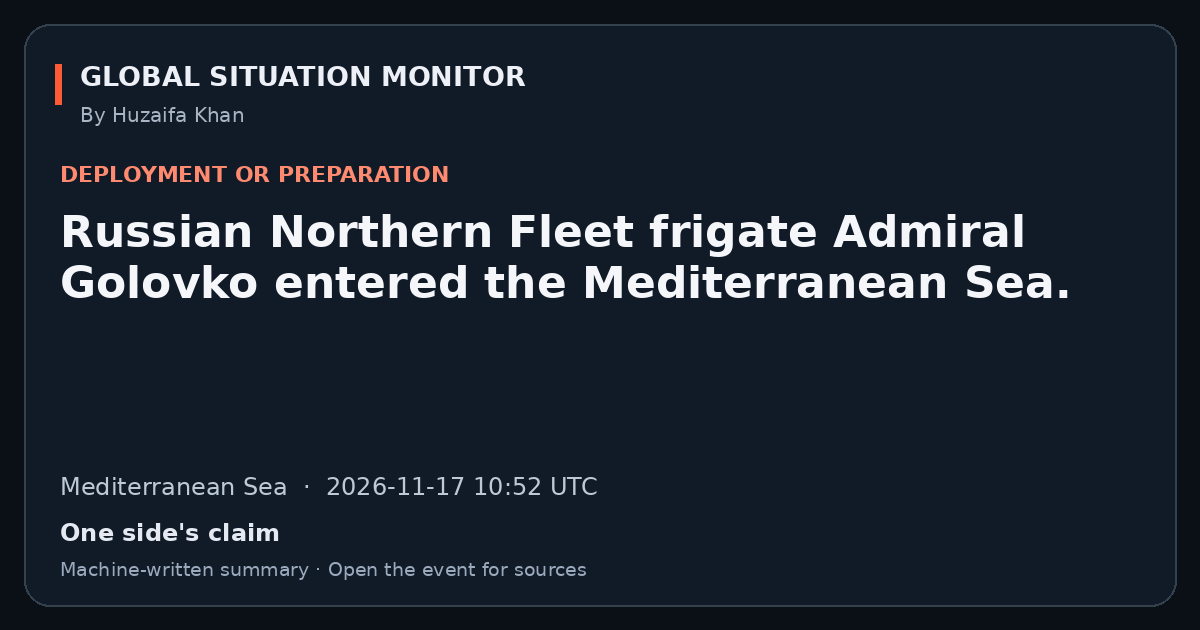 GLOBAL SITUATION MONITOR
By Huzaifa Khan
DEPLOYMENT OR PREPARATION
Russian Northern Fleet frigate Admiral
Golovko entered the Mediterranean Sea.
Mediterranean Sea · 2026-11-17 10:52 UTC
One side's claim
Machine-written summary · Open the event for sources